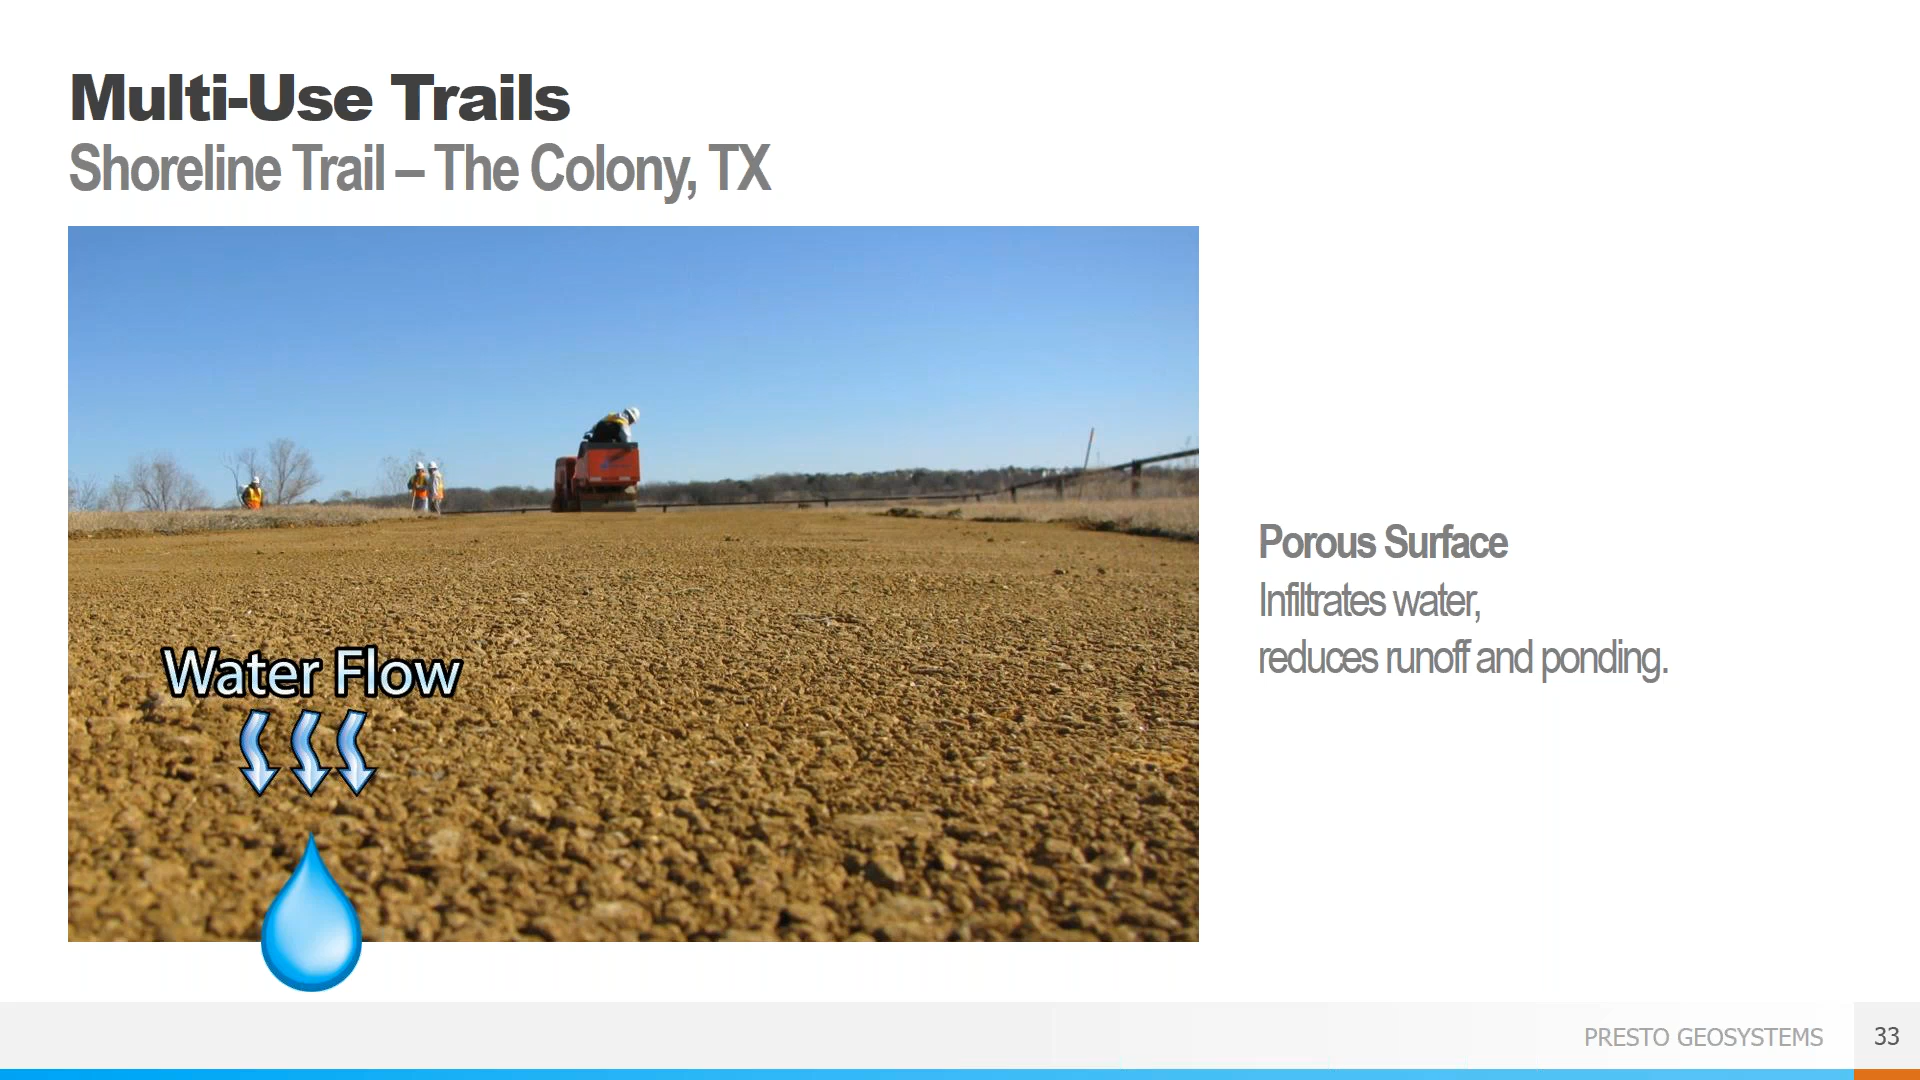 Multi-Use Trails
Shoreline Trail – The Colony, TX
Water Flow
Porous Surface
Infiltrates water,
reduces runoff and ponding.
PRESTO GEOSYSTEMS
33